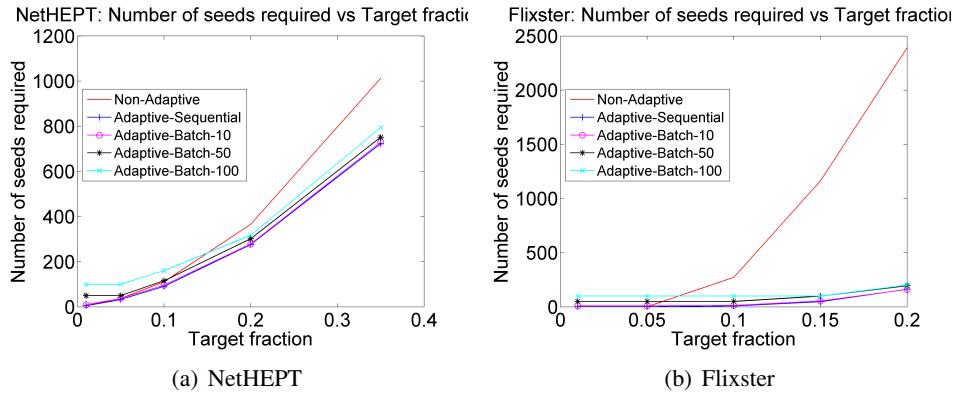 NetHEPT: Number of seeds required vs Target fractic
1200
1000
800
600
400
200
0
Number of seeds required
Non-Adaptive
Adaptive-Sequential
Adaptive-Batch-10
Adaptive-Batch-50
Adaptive-Batch-100
0 0.1 0.2 0.3 0.4
Target fraction
(a) NetHEPT
Flixster: Number of seeds required vs Target fraction
2500
2000
1500
1000
500
0
Number of seeds required
Non-Adaptive
Adaptive-Sequential
Adaptive-Batch-10
Adaptive-Batch-50
Adaptive-Batch-100
0 0.05 0.1 0.15 0.2
Target fraction
(b) Flixster